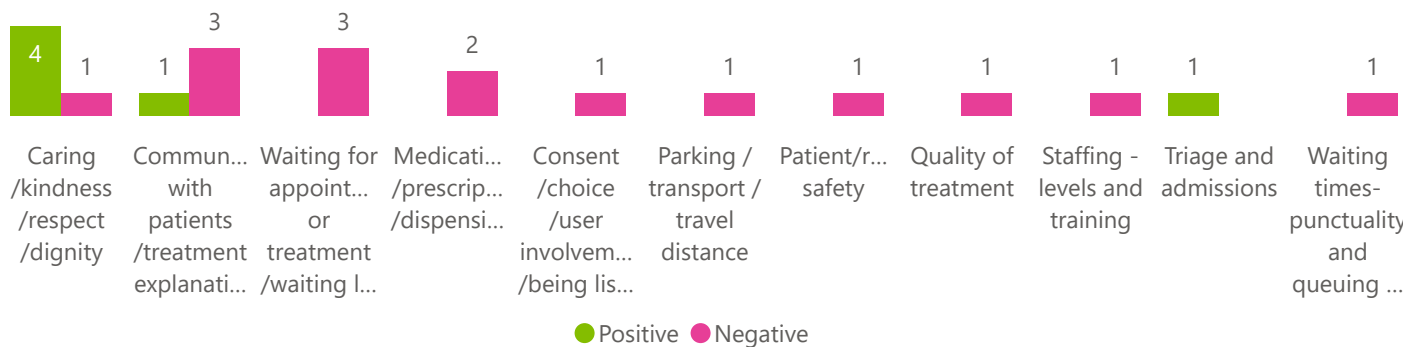 4
1
1
3
3
2
1
1
1
1
1
1
1
Caring
/kindness
/respect
/dignity
Commun...
with
patients
/treatment
explanati...
Waiting for
appoint...
or
treatment
/waiting l...
Medicati...
/prescrip...
/dispensi...
Consent
/choice
/user
involvem...
/being lis...
Parking /
transport /
travel
distance
Patient/r...
safety
Quality of
treatment
Staffing -
levels and
training
Triage and
admissions
Waiting
times-
punctuality
and
queuing ...
Positive
Negative